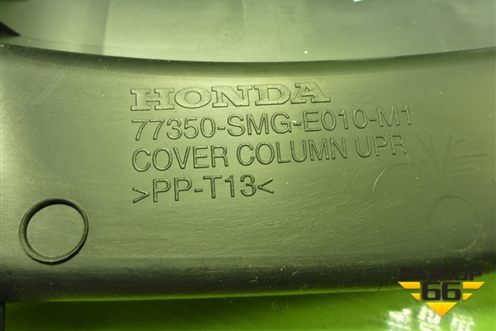 HONDA
77350-SMG-E010-M1
COVER COLUMN UPR
>PP-T13<
66